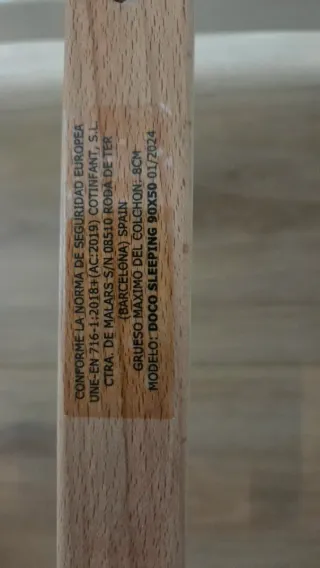 CONFORME LA NORMA DE SEGURIDAD EUROPEA
UNE-EN 716-1:2018+(AC:2019) COTINFANT, S.L.
CTRA. DE MALARS S/N 08510 RODA DE TER
(BARCELONA) SPAIN
GRUESO MAXIMO DEL COLCHON: 8CM
MODELO: DOCO SLEEPING 90X50-01/2024